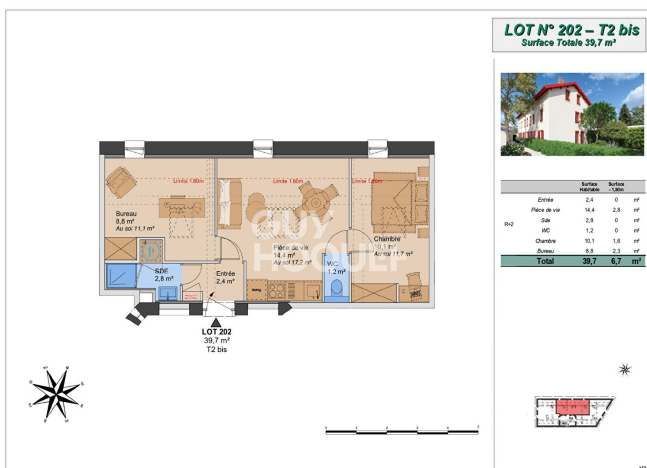 LOT N° 202 – T2 bis
Surface Totale 39,7 m²
Limite 1.80m
Limite 1.80m
Limite 1.80m
Bureau
8,8 m²
Au sol 11,1 m²
Pièce de vie
14,4 m²
Au sol 17,2 m²
Chambre
10,1 m²
Au sol 11,7 m²
SDE
2,8 m²
Entrée
2,4 m²
WC
1,2 m²
GUY
HOQUET
LOT 202
39,7 m²
T2 bis
Surface Habitable Surface - 1,80m
Entrée 2,4 0 m²
Pièce de vie 14,4 2,8 m²
R+2
Sde 2,8 0 m²
WC 1,2 0 m²
Chambre 10,1 1,6 m²
Bureau 8,8 2,3 m²
Total 39,7 6,7 m²